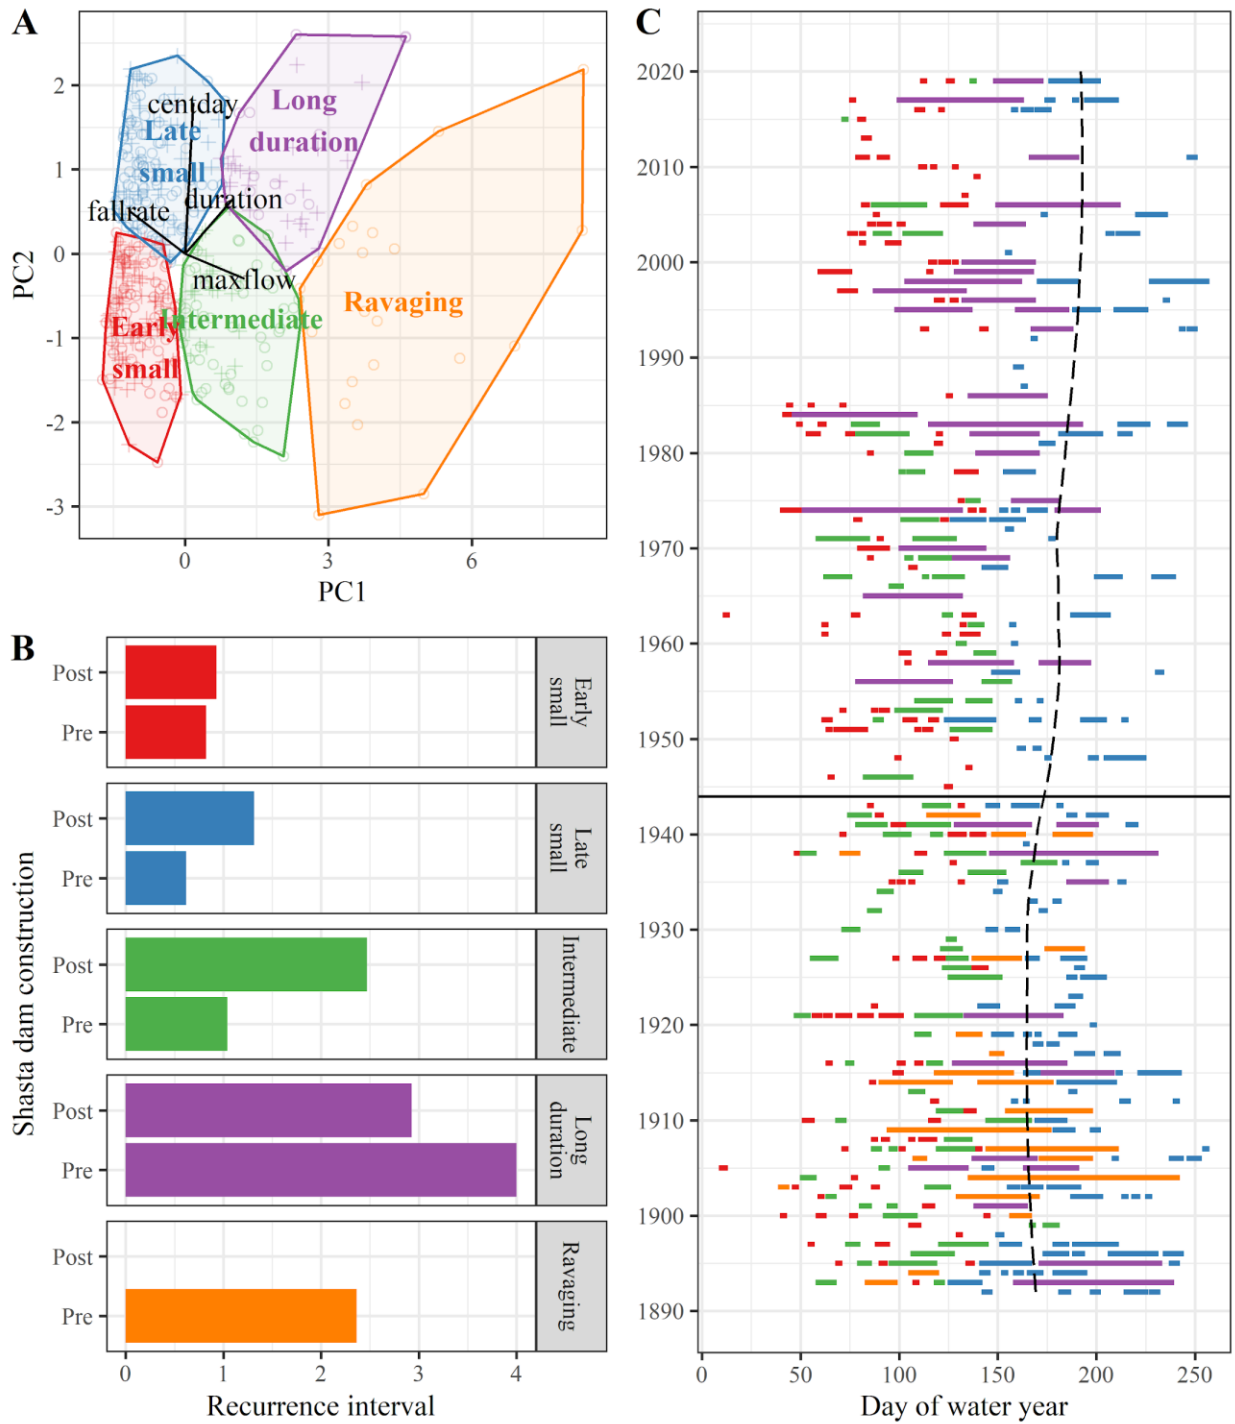 A
2
1
0
-1
-2
-3
PC2
centday
Late
small
Long
duration
duration
fallrate
maxflow
Ravaging
Intermediate
Early
small
0
3
6
PC1
B
Shasta dam construction
Post
Pre
Early
small
Post
Pre
Late
small
Post
Pre
Intermediate
Post
Pre
Long
duration
Post
Pre
Ravaging
0
1
2
3
4
Recurrence interval
C
2020
2010
2000
1990
1980
1970
1960
1950
1940
1930
1920
1910
1900
1890
0
50
100
150
200
250
Day of water year